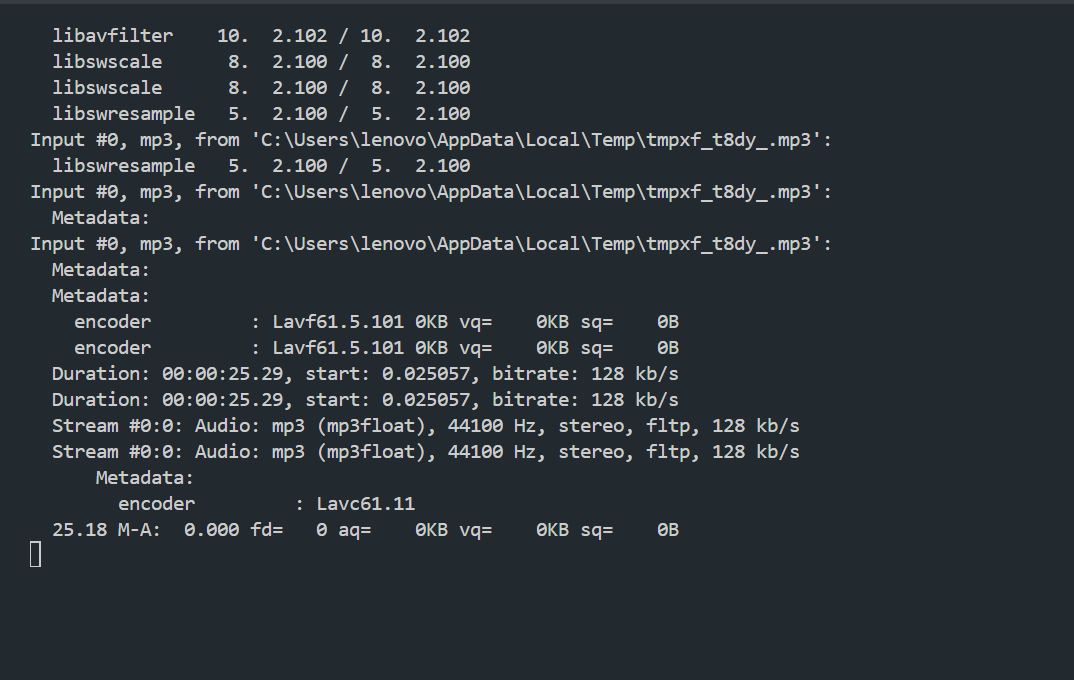 libavfilter    10.  2.102 / 10.  2.102
libswscale      8.  2.100 /  8.  2.100
libswscale      8.  2.100 /  8.  2.100
libswresample   5.  2.100 /  5.  2.100
Input #0, mp3, from 'C:\Users\lenovo\AppData\Local\Temp\tmpxf_t8dy_.mp3':
libswresample   5.  2.100 /  5.  2.100
Input #0, mp3, from 'C:\Users\lenovo\AppData\Local\Temp\tmpxf_t8dy_.mp3':
Metadata:
Input #0, mp3, from 'C:\Users\lenovo\AppData\Local\Temp\tmpxf_t8dy_.mp3':
Metadata:
Metadata:
encoder         : Lavf61.5.101 0KB vq=    0KB sq=    0B
encoder         : Lavf61.5.101 0KB vq=    0KB sq=    0B
Duration: 00:00:25.29, start: 0.025057, bitrate: 128 kb/s
Duration: 00:00:25.29, start: 0.025057, bitrate: 128 kb/s
Stream #0:0: Audio: mp3 (mp3float), 44100 Hz, stereo, fltp, 128 kb/s
Stream #0:0: Audio: mp3 (mp3float), 44100 Hz, stereo, fltp, 128 kb/s
Metadata:
encoder         : Lavc61.11
25.18 M-A:  0.000 fd=   0 aq=    0KB vq=    0KB sq=    0B